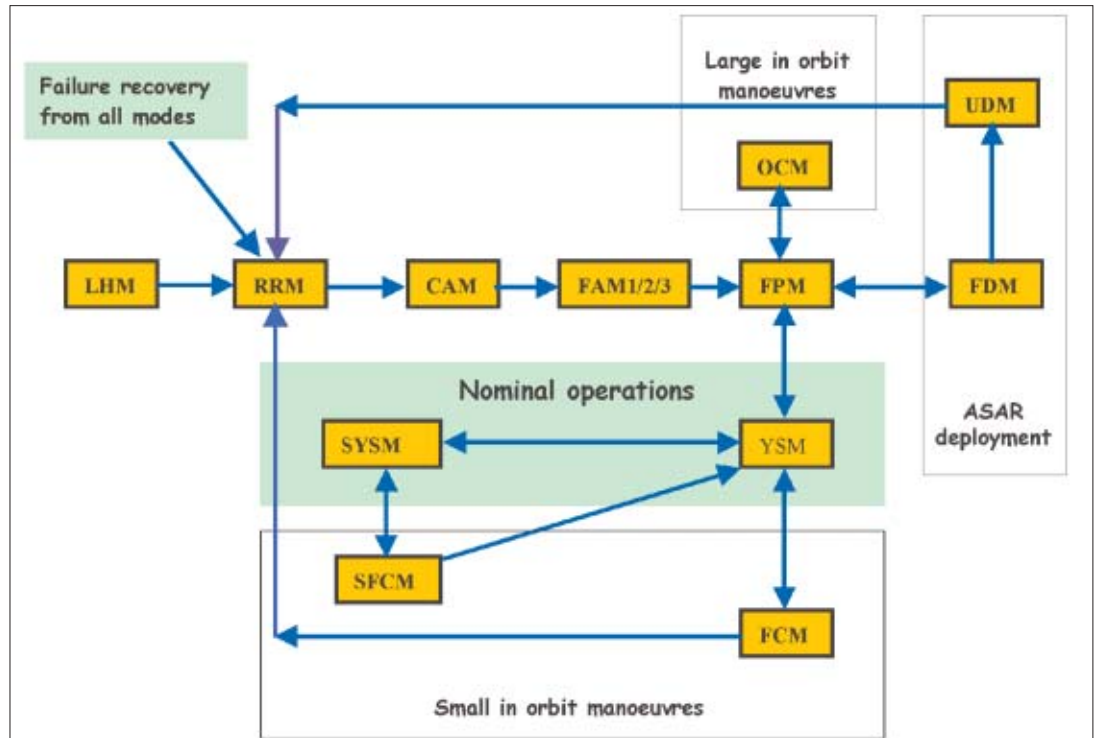 Failure recovery
from all modes
Large in orbit
manoeuvres
UDM
OCM
LHM
RRM
CAM
FAM1/2/3
FPM
FDM
Nominal operations
ASAR
deployment
SYSM
YSM
SFCM
FCM
Small in orbit manoeuvres